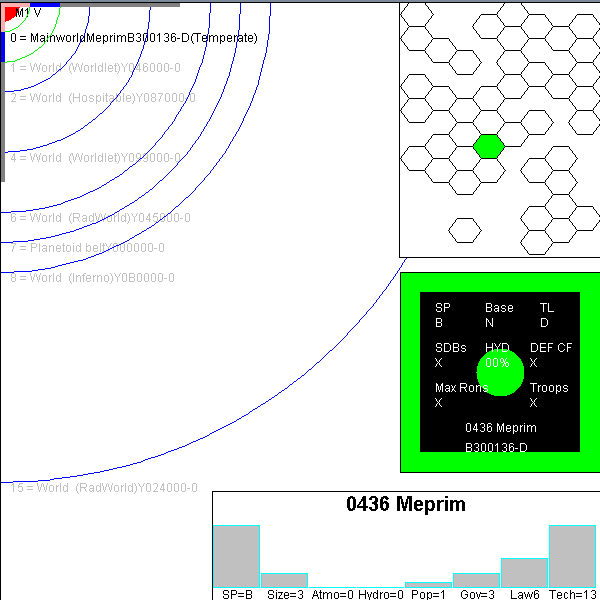 M1 V
0 = MainworldMeprimB300136-D(Temperate)
1 = World (Worldlet)Y046000-0
2 = World (Hospitable)Y087000-0
4 = World (Worldlet)Y099000-0
6 = World (RadWorld)Y045000-0
7 = Planetoid beltY000000-0
8 = World (Inferno)Y0B0000-0
15 = World (RadWorld)Y024000-0
SP Base TL
B N D
SDBs HYD DEF CF
X 00% X
Max Rons Troops
X X
0436 Meprim
B300136-D
0436 Meprim
SP=B Size=3 Atmo=0 Hydro=0 Pop=1 Gov=3 Law6 Tech=13